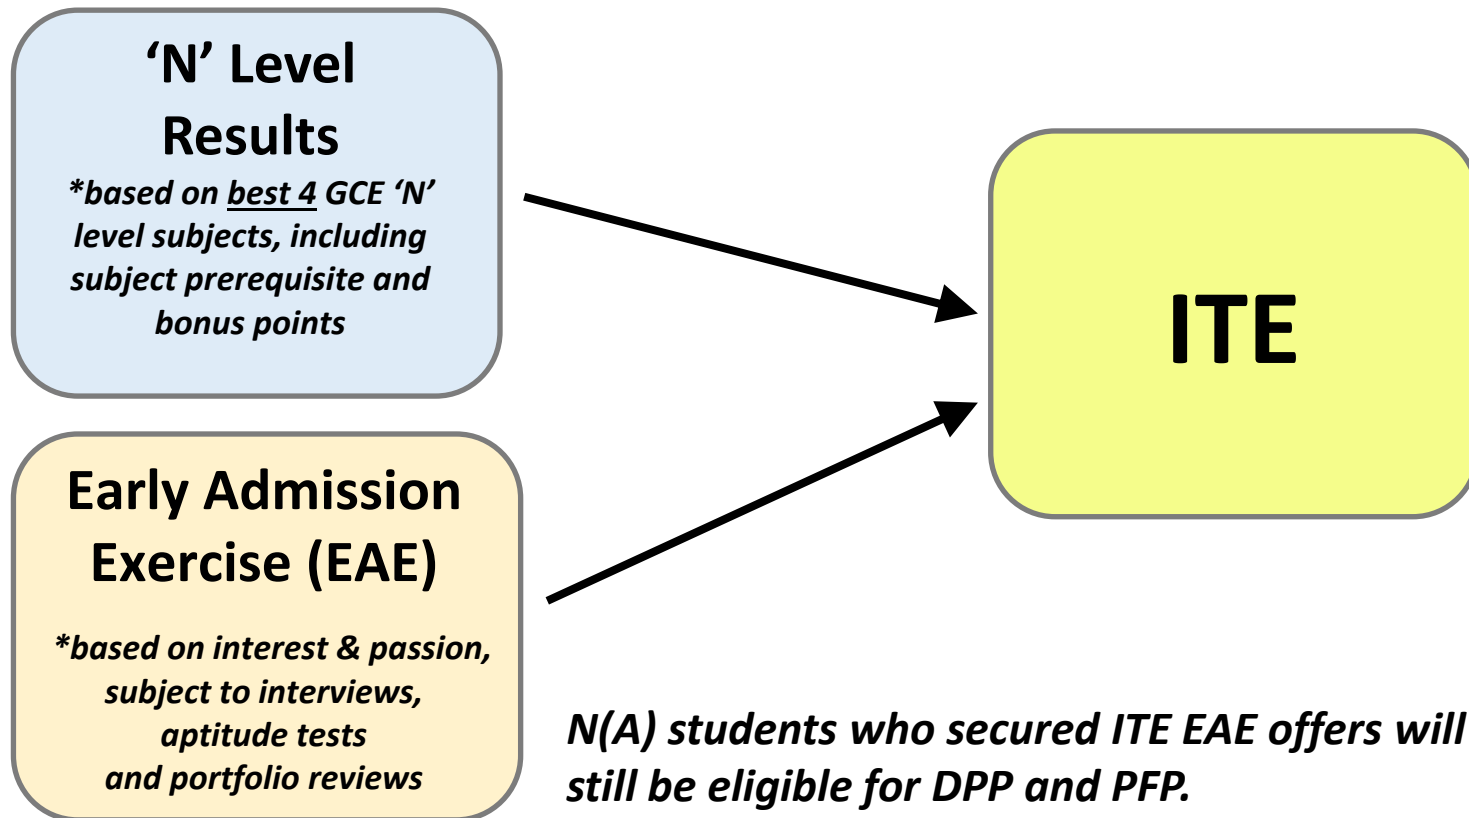 ‘N’ Level
Results
*based on best 4 GCE ‘N’
level subjects, including
subject prerequisite and
bonus points
ITE
Early Admission
Exercise (EAE)
*based on interest & passion,
subject to interviews,
aptitude tests
and portfolio reviews
N(A) students who secured ITE EAE offers will
still be eligible for DPP and PFP.